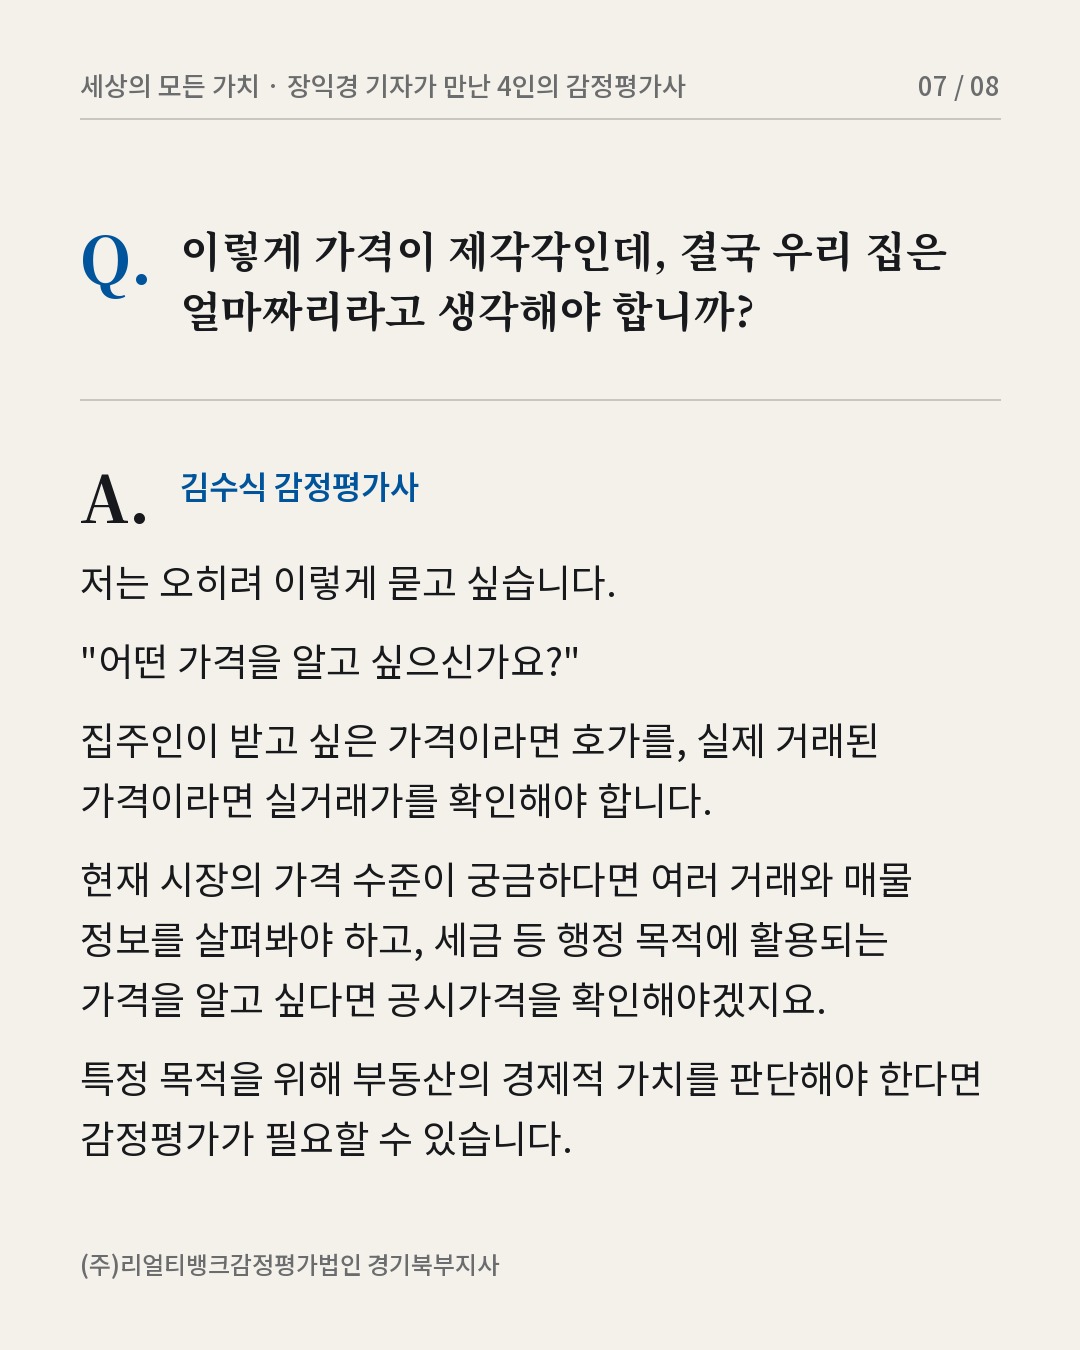 세상의 모든 가치 · 장익경 기자가 만난 4인의 감정평가사
07 / 08
Q. 이렇게 가격이 제각각인데, 결국 우리 집은
얼마짜리라고 생각해야 합니까?
A. 김수식 감정평가사
저는 오히려 이렇게 묻고 싶습니다.
"어떤 가격을 알고 싶으신가요?"
집주인이 받고 싶은 가격이라면 호가를, 실제 거래된
가격이라면 실거래가를 확인해야 합니다.
현재 시장의 가격 수준이 궁금하다면 여러 거래와 매물
정보를 살펴봐야 하고, 세금 등 행정 목적에 활용되는
가격을 알고 싶다면 공시가격을 확인해야겠지요.
특정 목적을 위해 부동산의 경제적 가치를 판단해야 한다면
감정평가가 필요할 수 있습니다.
(주)리얼티뱅크감정평가법인 경기북부지사